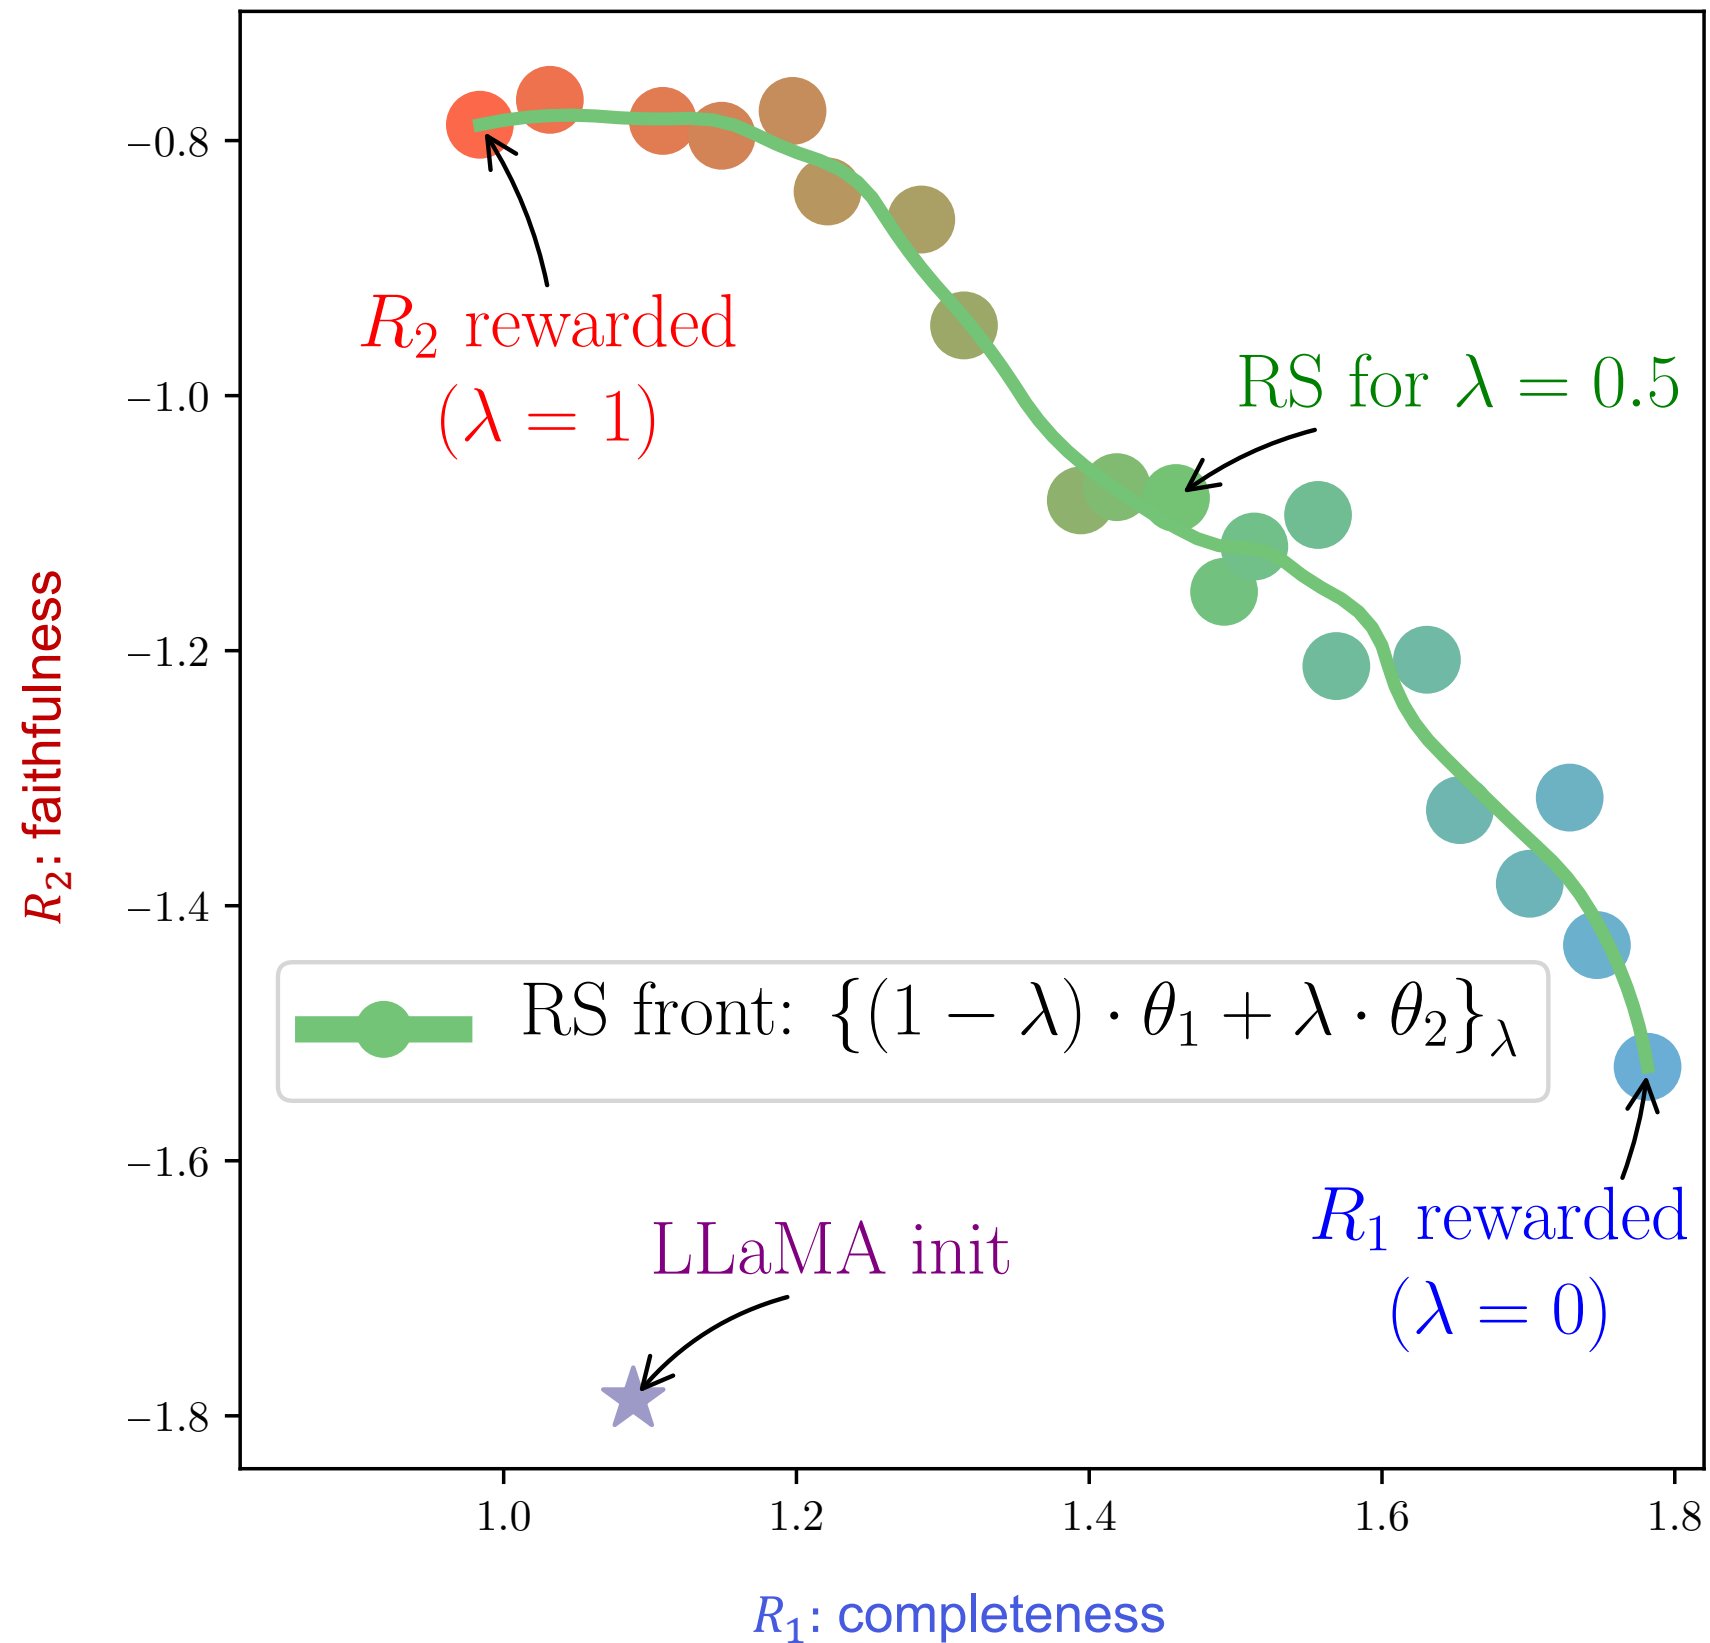 −0.8
−1.0
−1.2
−1.4
−1.6
−1.8
R₂: faithfulness
R₂ rewarded
(λ = 1)
RS for λ = 0.5
RS front: {(1 − λ) · θ₁ + λ · θ₂}_λ
LLaMA init
R₁ rewarded
(λ = 0)
1.0 1.2 1.4 1.6 1.8
R₁: completeness